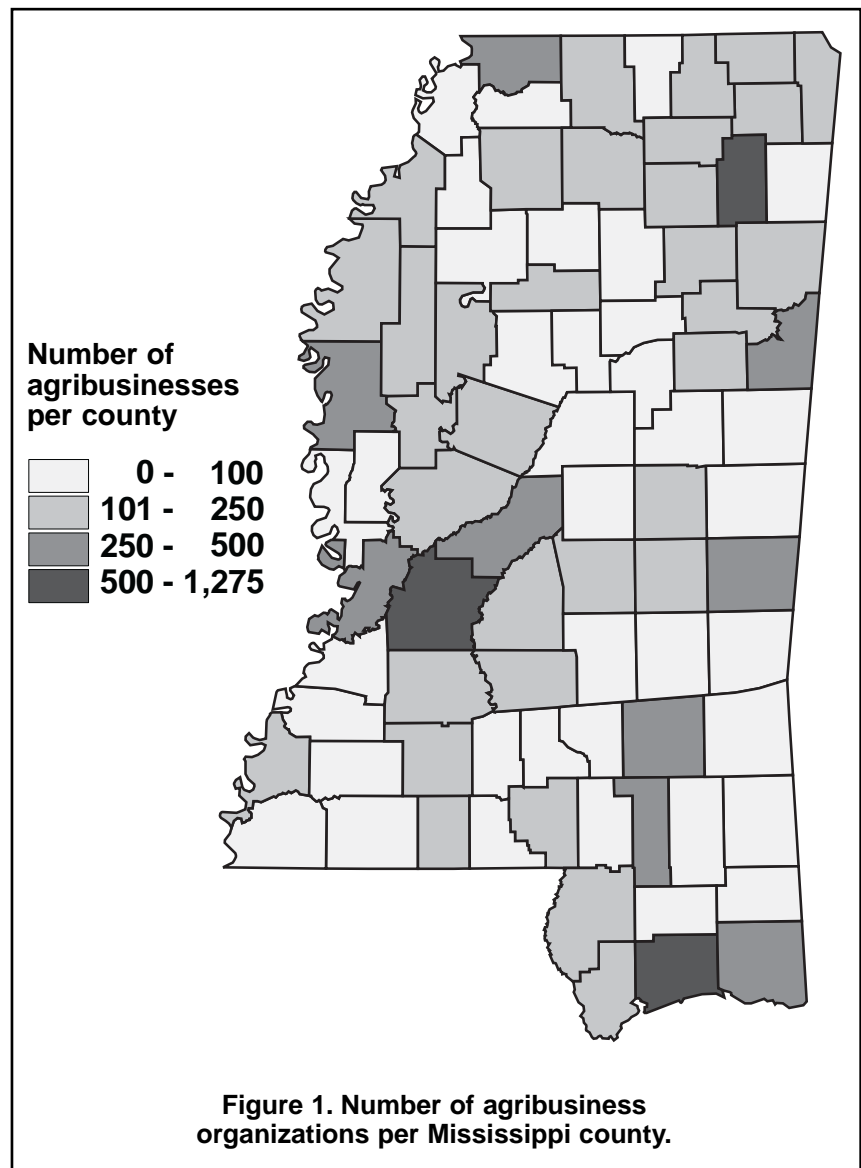 Number of
agribusinesses
per county
0 - 100
101 - 250
250 - 500
500 - 1,275
Figure 1. Number of agribusiness
organizations per Mississippi county.